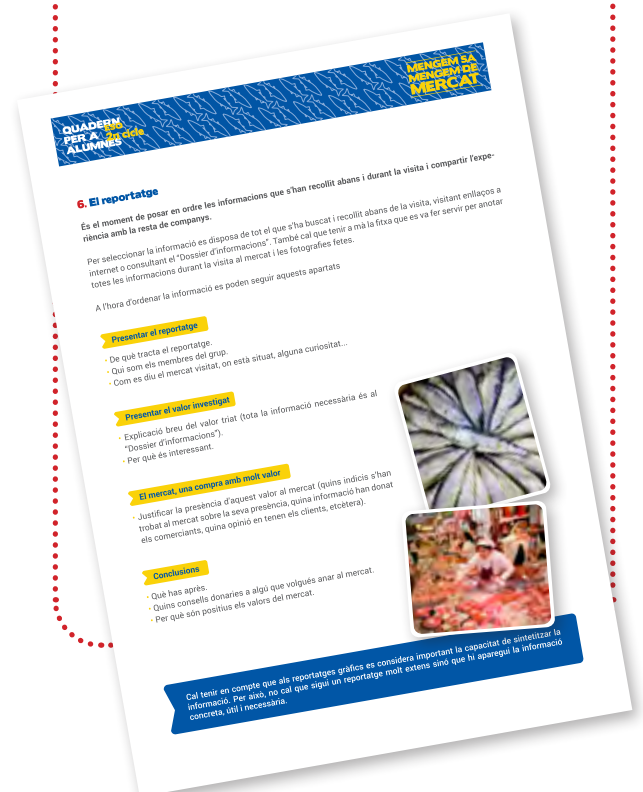 QUADERN
PER A
ALUMNES
ESO
2n cicle
MENGEM SA
MENGEM DE
MERCAT
6. El reportatge
És el moment de posar en ordre les informacions que s'han recollit abans i durant la visita i compartir l'expe-
riència amb la resta de companys.
Per seleccionar la informació es disposa de tot el que s'ha buscat i recollit abans de la visita, visitant enllaços a
internet o consultant el "Dossier d'informacions". També cal que tenir a mà la fitxa que es va fer servir per anotar
totes les informacions durant la visita al mercat i les fotografies fetes.
A l'hora d'ordenar la informació es poden seguir aquests apartats
Presentar el reportatge
· De què tracta el reportatge.
· Qui som els membres del grup.
· Com es diu el mercat visitat, on està situat, alguna curiositat...
Presentar el valor investigat
· Explicació breu del valor triat (tota la informació necessària és al
"Dossier d'informacions").
· Per què és interessant.
El mercat, una compra amb molt valor
· Justificar la presència d'aquest valor al mercat (quins indicis s'han
trobat al mercat sobre la seva presència, quina informació han donat
els comerciants, quina opinió en tenen els clients, etcètera).
Conclusions
· Què has après.
· Quins consells donaries a algú que volgués anar al mercat.
· Per què són positius els valors del mercat.
Cal tenir en compte que als reportatges gràfics es considera important la capacitat de sintetitzar la
informació. Per això, no cal que sigui un reportatge molt extens sinó que hi aparegui la informació
concreta, útil i necessària.